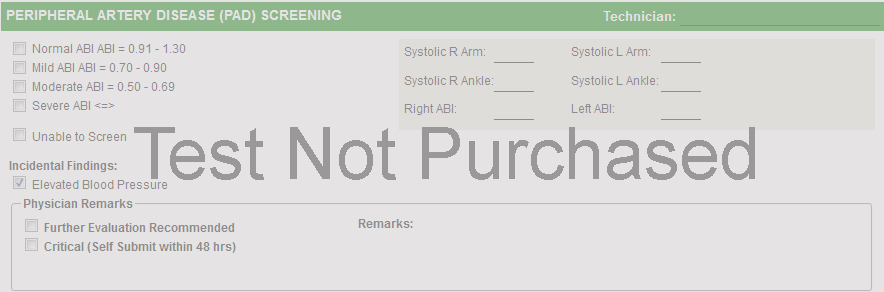 PERIPHERAL ARTERY DISEASE (PAD) SCREENING
Technician:
Normal ABI ABI = 0.91 - 1.30
Mild ABI ABI = 0.70 - 0.90
Moderate ABI = 0.50 - 0.69
Severe ABI <=>
Unable to Screen
Systolic R Arm: Systolic L Arm:
Systolic R Ankle: Systolic L Ankle:
Right ABI: Left ABI:
Test Not Purchased
Incidental Findings:
Elevated Blood Pressure
Physician Remarks
Further Evaluation Recommended
Critical (Self Submit within 48 hrs)
Remarks: